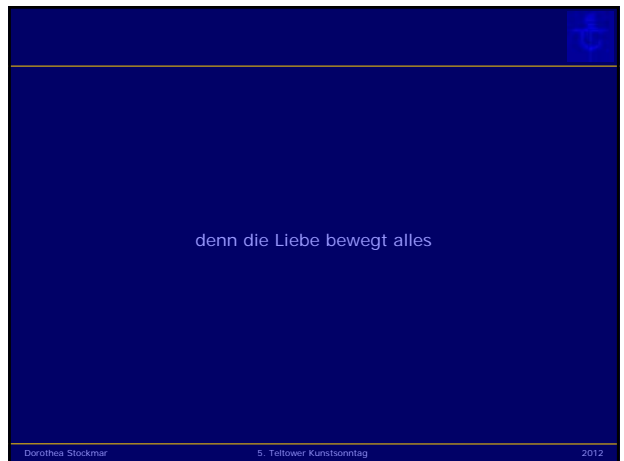 denn die Liebe bewegt alles
Dorothea Stockmar 5. Teltower Kunstsonntag 2012